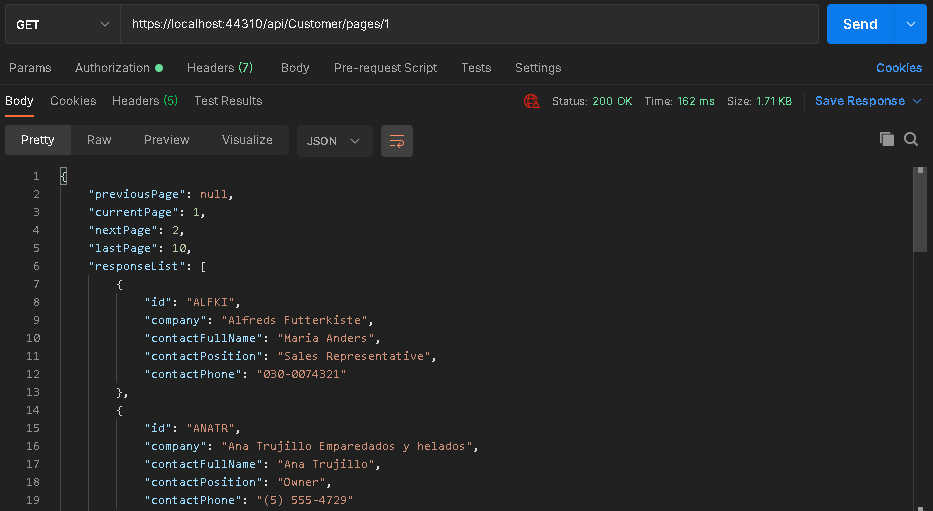 GET https://localhost:44310/api/Customer/pages/1 Send
Params Authorization Headers (7) Body Pre-request Script Tests Settings Cookies
Body Cookies Headers (5) Test Results Status: 200 OK Time: 162 ms Size: 1.71 KB Save Response
Pretty Raw Preview Visualize JSON
1 {
2 "previousPage": null,
3 "currentPage": 1,
4 "nextPage": 2,
5 "lastPage": 10,
6 "responseList": [
7 {
8 "id": "ALFKI",
9 "company": "Alfreds Futterkiste",
10 "contactFullName": "Maria Anders",
11 "contactPosition": "Sales Representative",
12 "contactPhone": "030-0074321"
13 },
14 {
15 "id": "ANATR",
16 "company": "Ana Trujillo Emparedados y helados",
17 "contactFullName": "Ana Trujillo",
18 "contactPosition": "Owner",
19 "contactPhone": "(5) 555-4729"